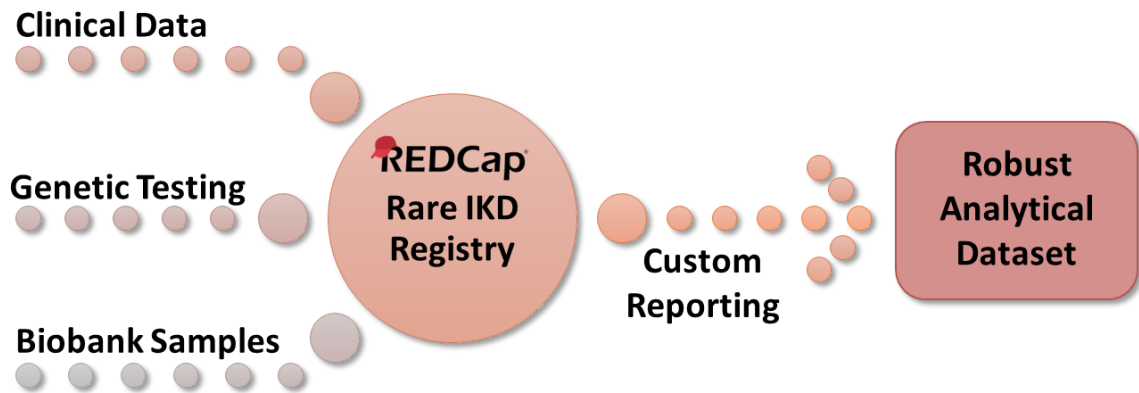 Clinical Data
Genetic Testing
Biobank Samples
REDCap
Rare IKD
Registry
Custom
Reporting
Robust
Analytical
Dataset